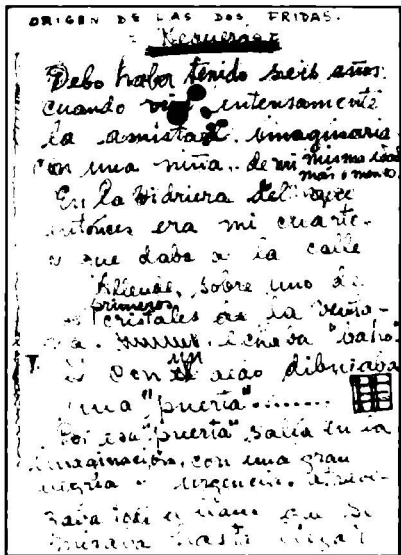 ORIGEN DE LAS DOS FRIDAS.
= Recuerdo =
Debo haber tenido seis años
cuando viví intensamente
la amistad imaginaria
con una niña.. de mi misma edad
más o menos.
En la vidriera del que
entonces era mi cuarto-
y que daba a la calle
Allende, sobre uno de
los primeros cristales de la venta-
na. echaba "vaho".
Y con un dedo dibujaba
una "puerta".......
Por esa "puerta" salía en la
imaginación, con una gran
alegría y urgencia. atrave-
zaba todo el llano que se
miraba hasta llegar